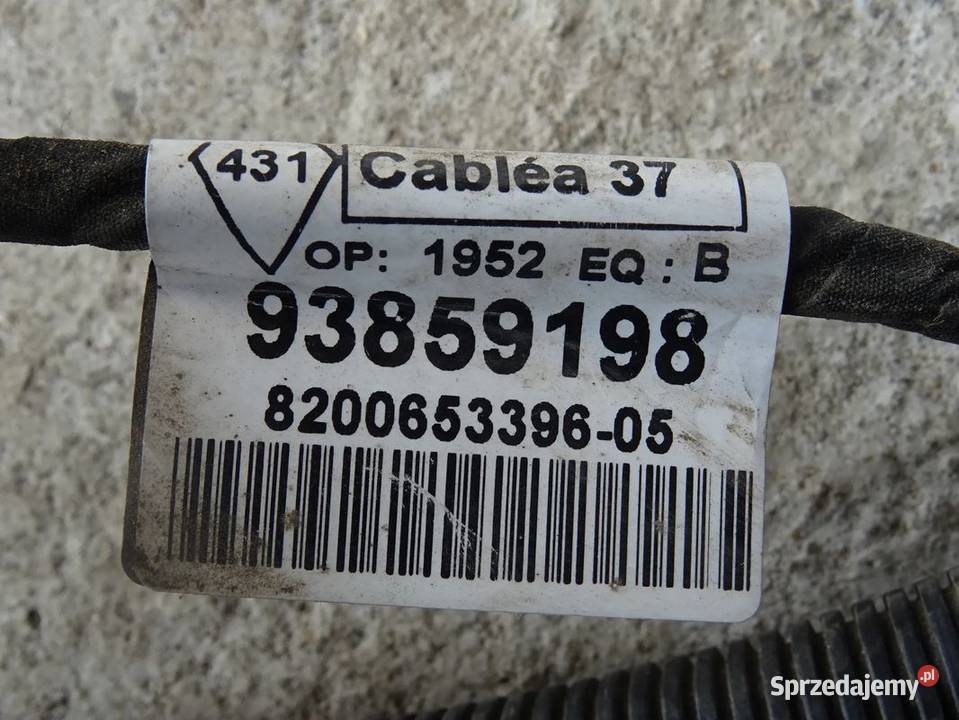 431 Cabléa 37
OP: 1952 EQ: B
93859198
8200653396-05
Sprzedajemy.pl